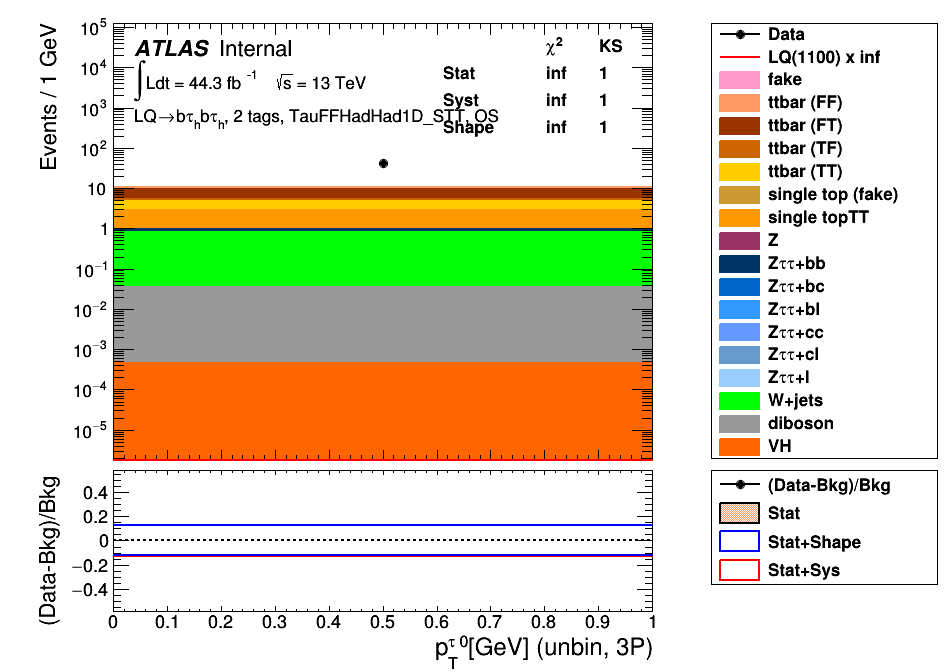 ATLAS Internal
∫Ldt = 44.3 fb⁻¹ √s = 13 TeV
LQ→bτₕbτₕ, 2 tags, TauFFHadHad1D_STT, OS
χ² KS
Stat inf 1
Syst inf 1
Shape inf 1
Events / 1 GeV
10⁵
10⁴
10³
10²
10
1
10⁻¹
10⁻²
10⁻³
10⁻⁴
10⁻⁵
Data
LQ(1100) x inf
fake
ttbar (FF)
ttbar (FT)
ttbar (TF)
ttbar (TT)
single top (fake)
single topTT
Z
Zττ+bb
Zττ+bc
Zττ+bl
Zττ+cc
Zττ+cl
Zττ+l
W+jets
diboson
VH
(Data-Bkg)/Bkg
0.4
0.2
0
−0.2
−0.4
(Data-Bkg)/Bkg
Stat
Stat+Shape
Stat+Sys
0 0.1 0.2 0.3 0.4 0.5 0.6 0.7 0.8 0.9 1
p_T^τ 0[GeV] (unbin, 3P)